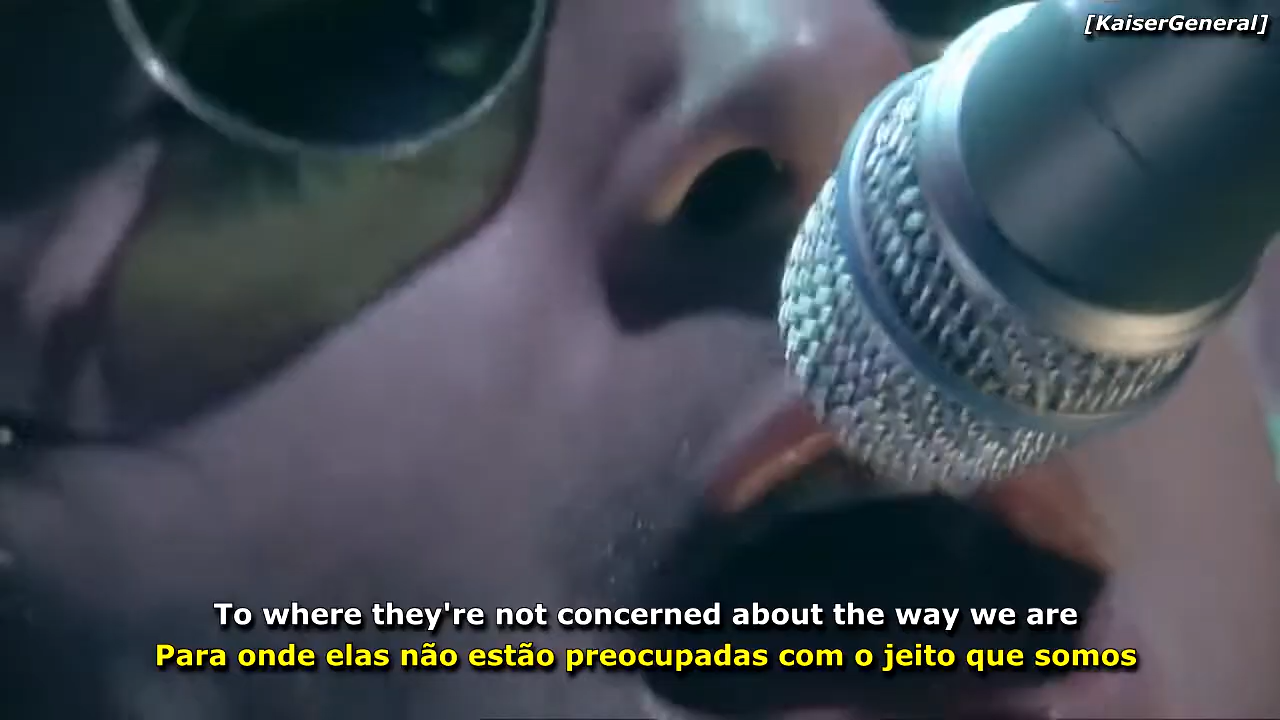 [KaiserGeneral]
To where they're not concerned about the way we are
Para onde elas não estão preocupadas com o jeito que somos